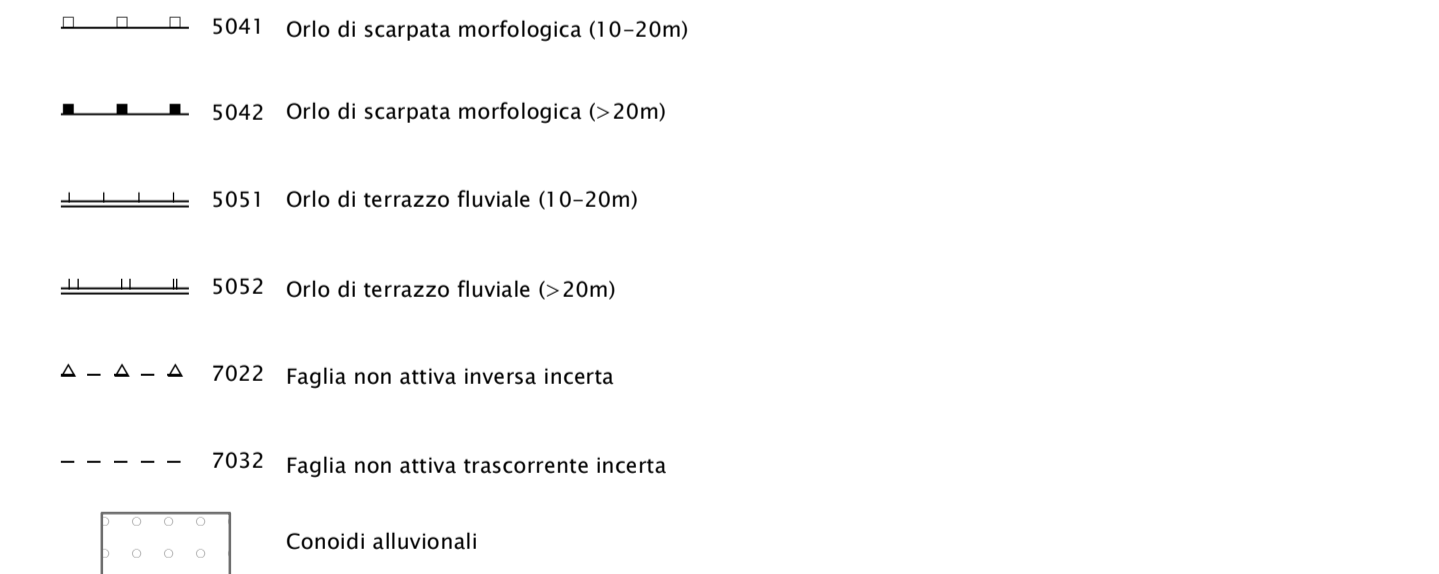 5041 Orlo di scarpata morfologica (10-20m)
5042 Orlo di scarpata morfologica (>20m)
5051 Orlo di terrazzo fluviale (10-20m)
5052 Orlo di terrazzo fluviale (>20m)
7022 Faglia non attiva inversa incerta
7032 Faglia non attiva trascorrente incerta
Conoidi alluvionali